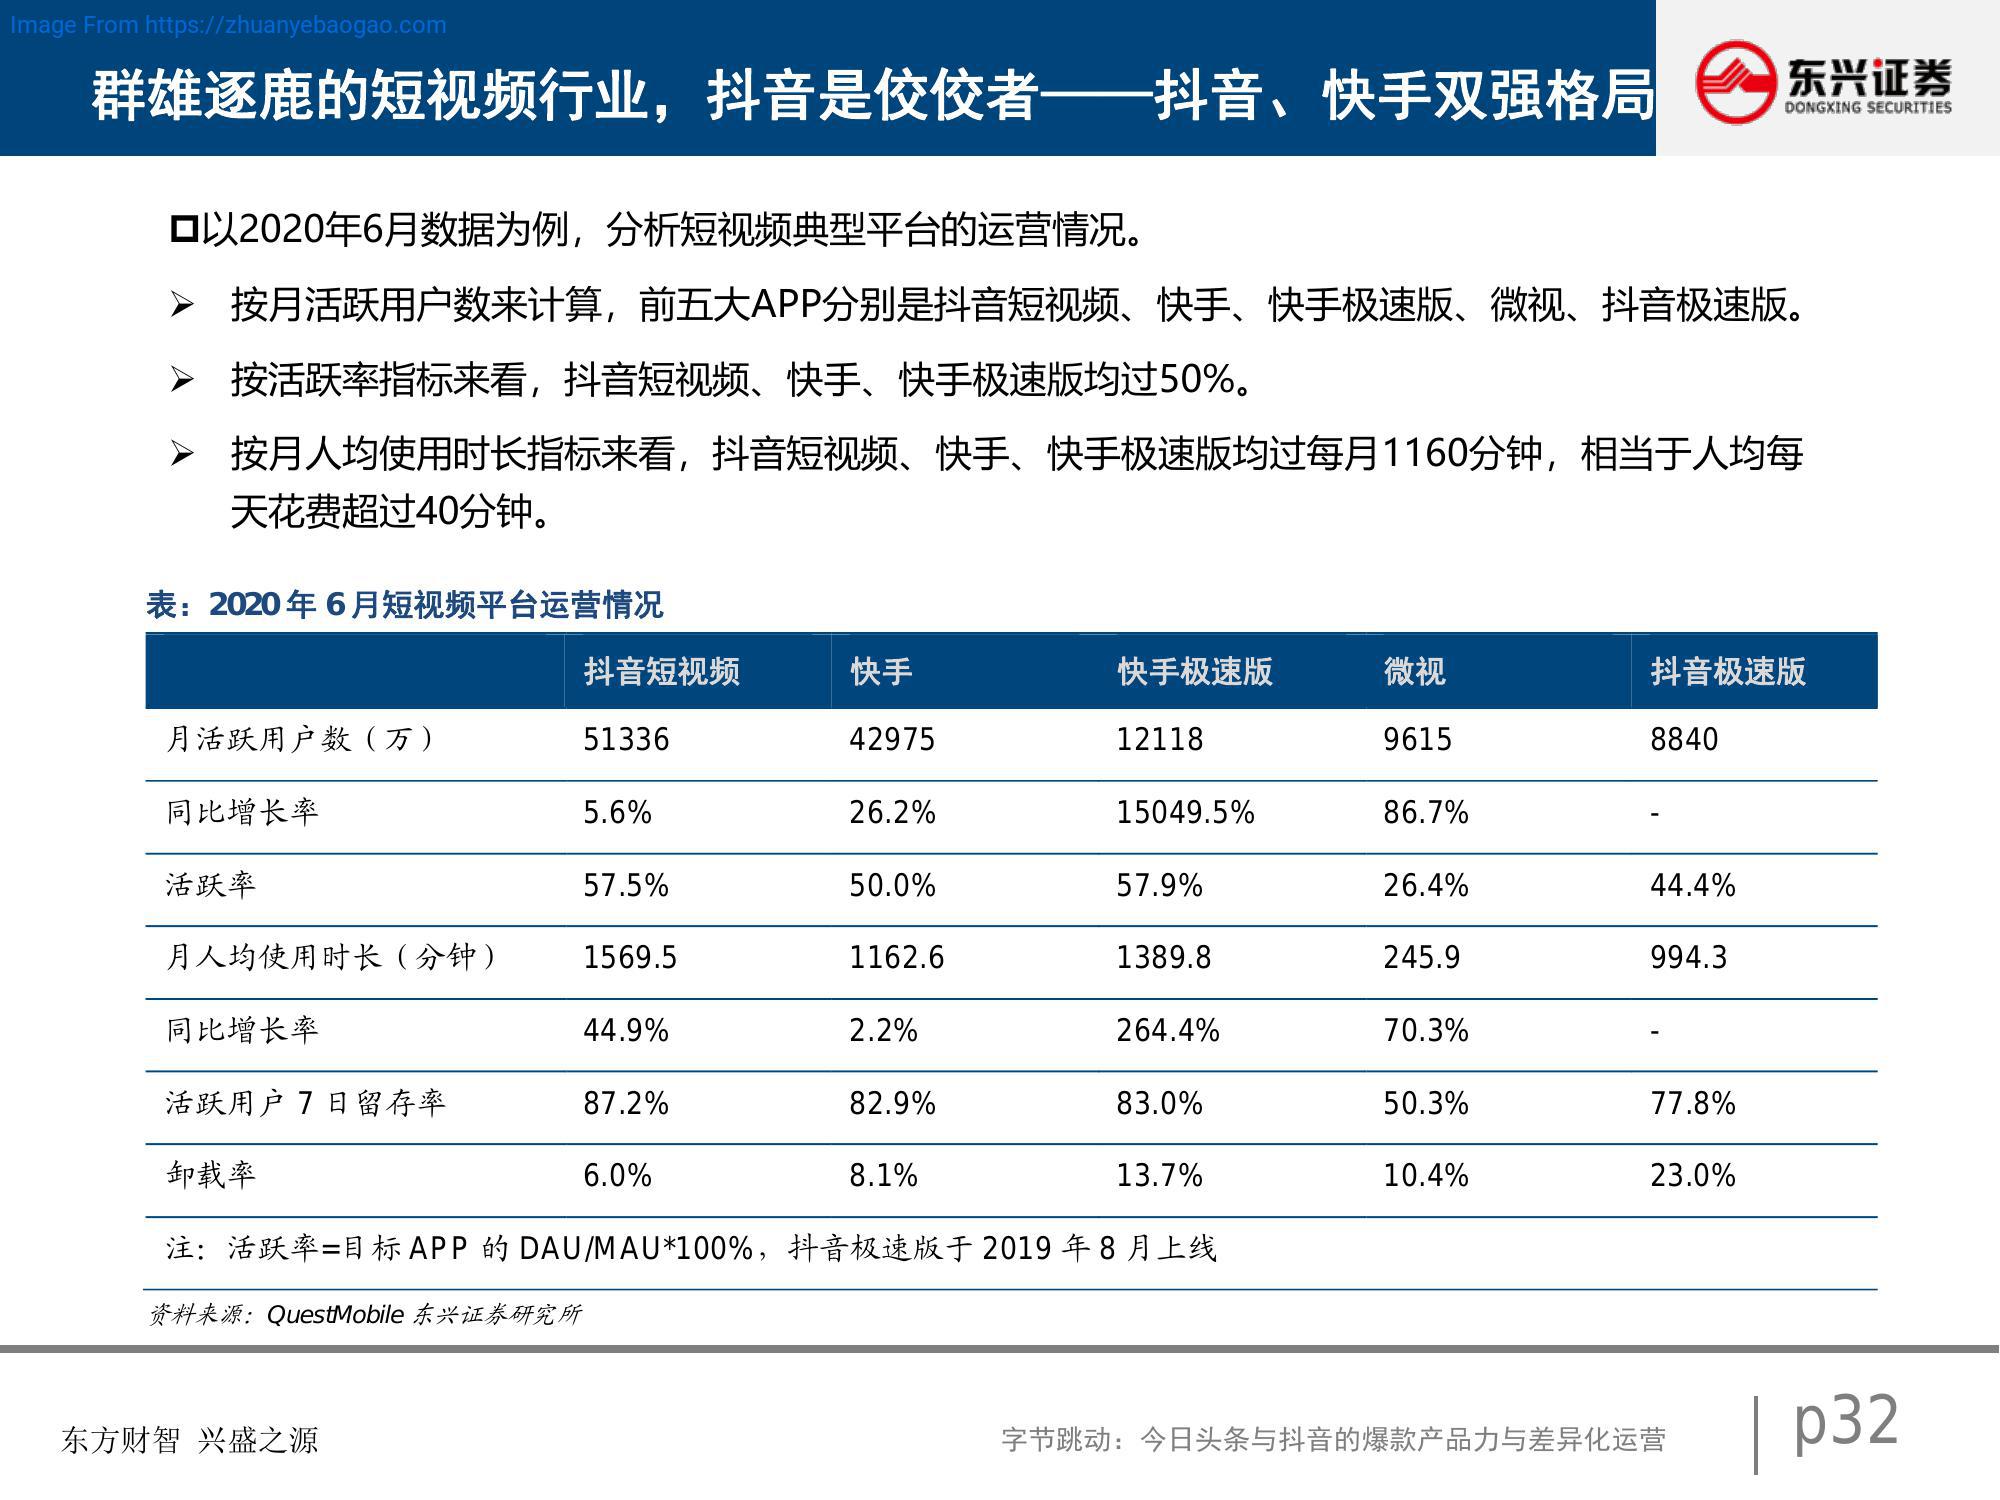 Image From https://zhuanyebaogao.com
群雄逐鹿的短视频行业，抖音是佼佼者——抖音、快手双强格局
东兴证券
DONGXING SECURITIES
以2020年6月数据为例，分析短视频典型平台的运营情况。
按月活跃用户数来计算，前五大APP分别是抖音短视频、快手、快手极速版、微视、抖音极速版。
按活跃率指标来看，抖音短视频、快手、快手极速版均过50%。
按月人均使用时长指标来看，抖音短视频、快手、快手极速版均过每月1160分钟，相当于人均每
天花费超过40分钟。
表：2020 年 6 月短视频平台运营情况
抖音短视频 快手 快手极速版 微视 抖音极速版
月活跃用户数（万） 51336 42975 12118 9615 8840
同比增长率 5.6% 26.2% 15049.5% 86.7% -
活跃率 57.5% 50.0% 57.9% 26.4% 44.4%
月人均使用时长（分钟） 1569.5 1162.6 1389.8 245.9 994.3
同比增长率 44.9% 2.2% 264.4% 70.3% -
活跃用户 7 日留存率 87.2% 82.9% 83.0% 50.3% 77.8%
卸载率 6.0% 8.1% 13.7% 10.4% 23.0%
注：活跃率=目标 APP 的 DAU/MAU*100%，抖音极速版于 2019 年 8 月上线
资料来源：QuestMobile 东兴证券研究所
东方财智 兴盛之源
字节跳动：今日头条与抖音的爆款产品力与差异化运营
p32